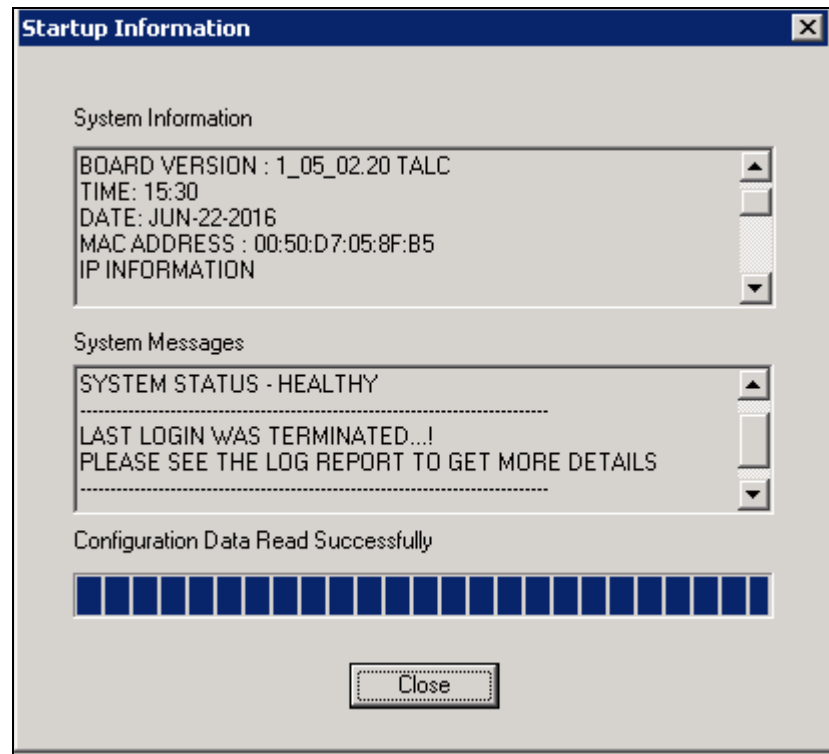 Startup Information
System Information
BOARD VERSION : 1_05_02.20 TALC
TIME: 15:30
DATE: JUN-22-2016
MAC ADDRESS : 00:50:D7:05:8F:B5
IP INFORMATION
System Messages
SYSTEM STATUS - HEALTHY
--------------------------------------------------------------------------------
LAST LOGIN WAS TERMINATED...!
PLEASE SEE THE LOG REPORT TO GET MORE DETAILS
--------------------------------------------------------------------------------
Configuration Data Read Successfully
Close